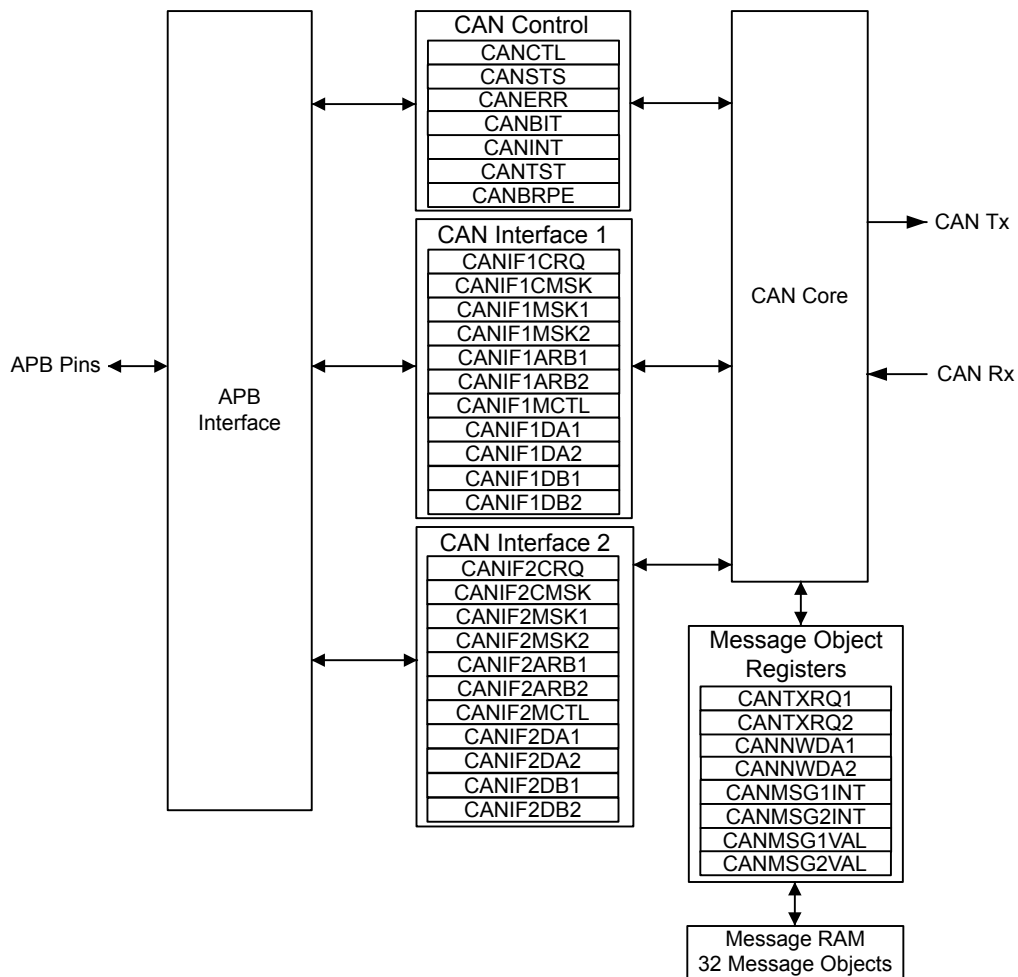 APB Pins
APB
Interface
CAN Control
CANCTL
CANSTS
CANERR
CANBIT
CANINT
CANTST
CANBRPE
CAN Interface 1
CANIF1CRQ
CANIF1CMSK
CANIF1MSK1
CANIF1MSK2
CANIF1ARB1
CANIF1ARB2
CANIF1MCTL
CANIF1DA1
CANIF1DA2
CANIF1DB1
CANIF1DB2
CAN Interface 2
CANIF2CRQ
CANIF2CMSK
CANIF2MSK1
CANIF2MSK2
CANIF2ARB1
CANIF2ARB2
CANIF2MCTL
CANIF2DA1
CANIF2DA2
CANIF2DB1
CANIF2DB2
CAN Core
CAN Tx
CAN Rx
Message Object
Registers
CANTXRQ1
CANTXRQ2
CANNWDA1
CANNWDA2
CANMSG1INT
CANMSG2INT
CANMSG1VAL
CANMSG2VAL
Message RAM
32 Message Objects